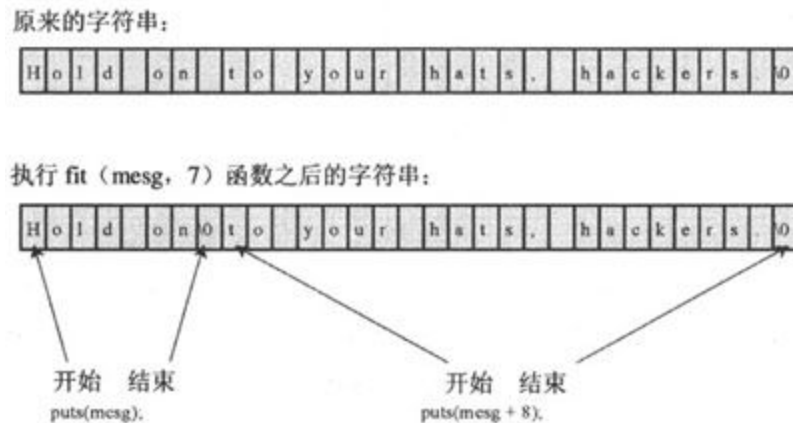 原来的字符串：
H o l d   o n   t o   y o u r   h a t s ,   h a c k e r s . \0
执行 fit（mesg，7）函数之后的字符串：
H o l d   o n \0 t o   y o u r   h a t s ,   h a c k e r s . \0
开始 结束 开始 结束
puts(mesg); puts(mesg + 8);